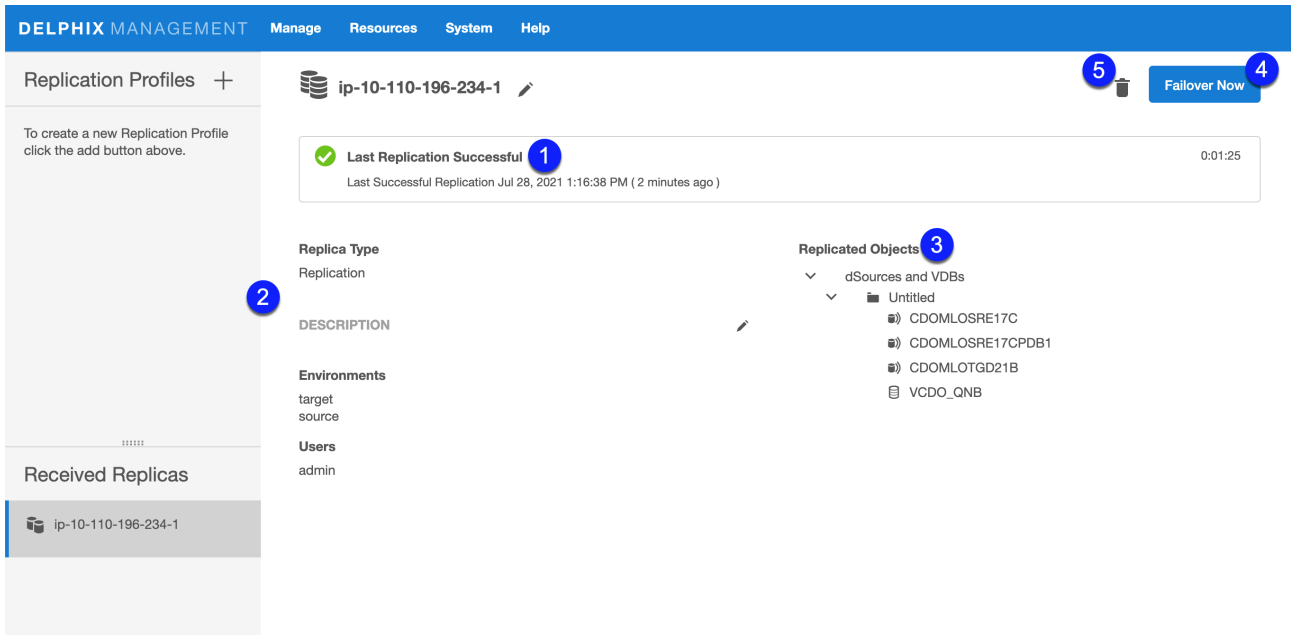 DELPHIX MANAGEMENT Manage Resources System Help
Replication Profiles
To create a new Replication Profile
click the add button above.
ip-10-110-196-234-1
5
Failover Now 4
Last Replication Successful 1 0:01:25
Last Successful Replication Jul 28, 2021 1:16:38 PM ( 2 minutes ago )
Replica Type
Replication
2
DESCRIPTION
Environments
target
source
Users
admin
Replicated Objects 3
dSources and VDBs
Untitled
CDOMLOSRE17C
CDOMLOSRE17CPDB1
CDOMLOTGD21B
VCDO_QNB
Received Replicas
ip-10-110-196-234-1